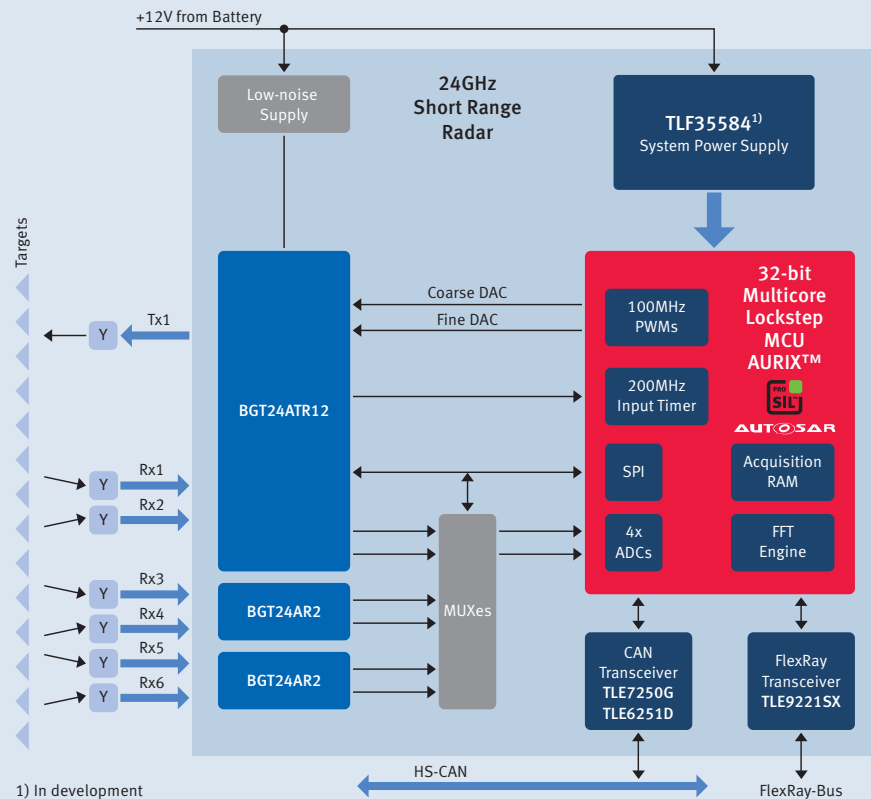 +12V from Battery
Low-noise
Supply
24GHz
Short Range
Radar
TLF35584¹⁾
System Power Supply
Targets
Y
Tx1
BGT24ATR12
Coarse DAC
Fine DAC
100MHz
PWMs
200MHz
Input Timer
32-bit
Multicore
Lockstep
MCU
AURIX™
PRO
SIL™
AUTOSAR
SPI
Acquisition
RAM
4x
ADCs
FFT
Engine
Y
Rx1
Y
Rx2
Y
Rx3
Y
Rx4
Y
Rx5
Y
Rx6
BGT24AR2
BGT24AR2
MUXes
CAN
Transceiver
TLE7250G
TLE6251D
FlexRay
Transceiver
TLE9221SX
1) In development
HS-CAN
FlexRay-Bus